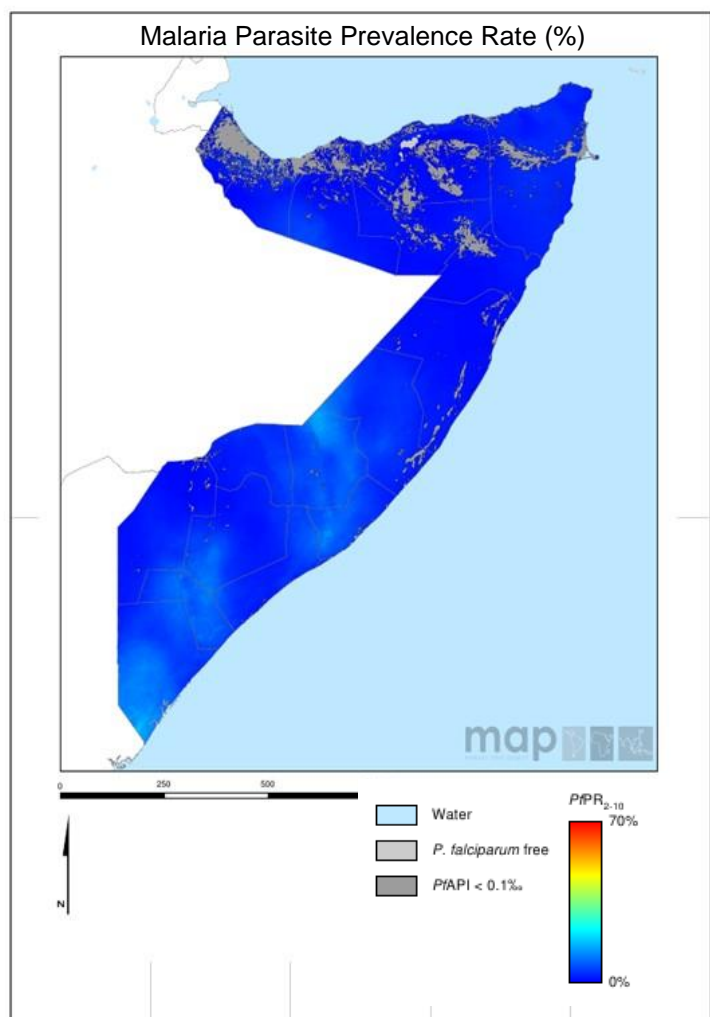 Malaria Parasite Prevalence Rate (%)
map
0 250 500
N
Water
P. falciparum free
PfAPI < 0.1‰
PfPR2-10
70%
0%